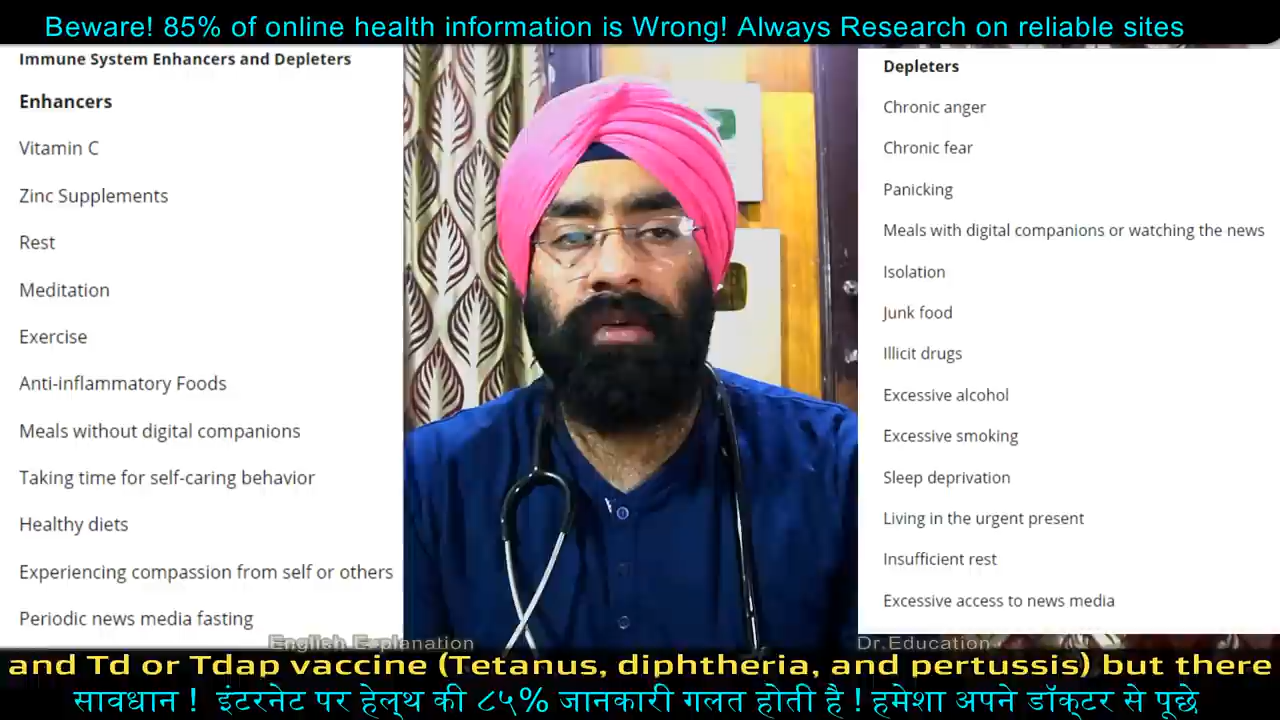 Beware! 85% of online health information is Wrong! Always Research on reliable sites
Immune System Enhancers and Depleters
Enhancers
Vitamin C
Zinc Supplements
Rest
Meditation
Exercise
Anti-inflammatory Foods
Meals without digital companions
Taking time for self-caring behavior
Healthy diets
Experiencing compassion from self or others
Periodic news media fasting
Depleters
Chronic anger
Chronic fear
Panicking
Meals with digital companions or watching the news
Isolation
Junk food
Illicit drugs
Excessive alcohol
Excessive smoking
Sleep deprivation
Living in the urgent present
Insufficient rest
Excessive access to news media
English Explanation
Dr.Education
and Td or Tdap vaccine (Tetanus, diphtheria, and pertussis) but there
सावधान ! इंटरनेट पर हेल्थ की ८५% जानकारी गलत होती है ! हमेशा अपने डॉक्टर से पूछे